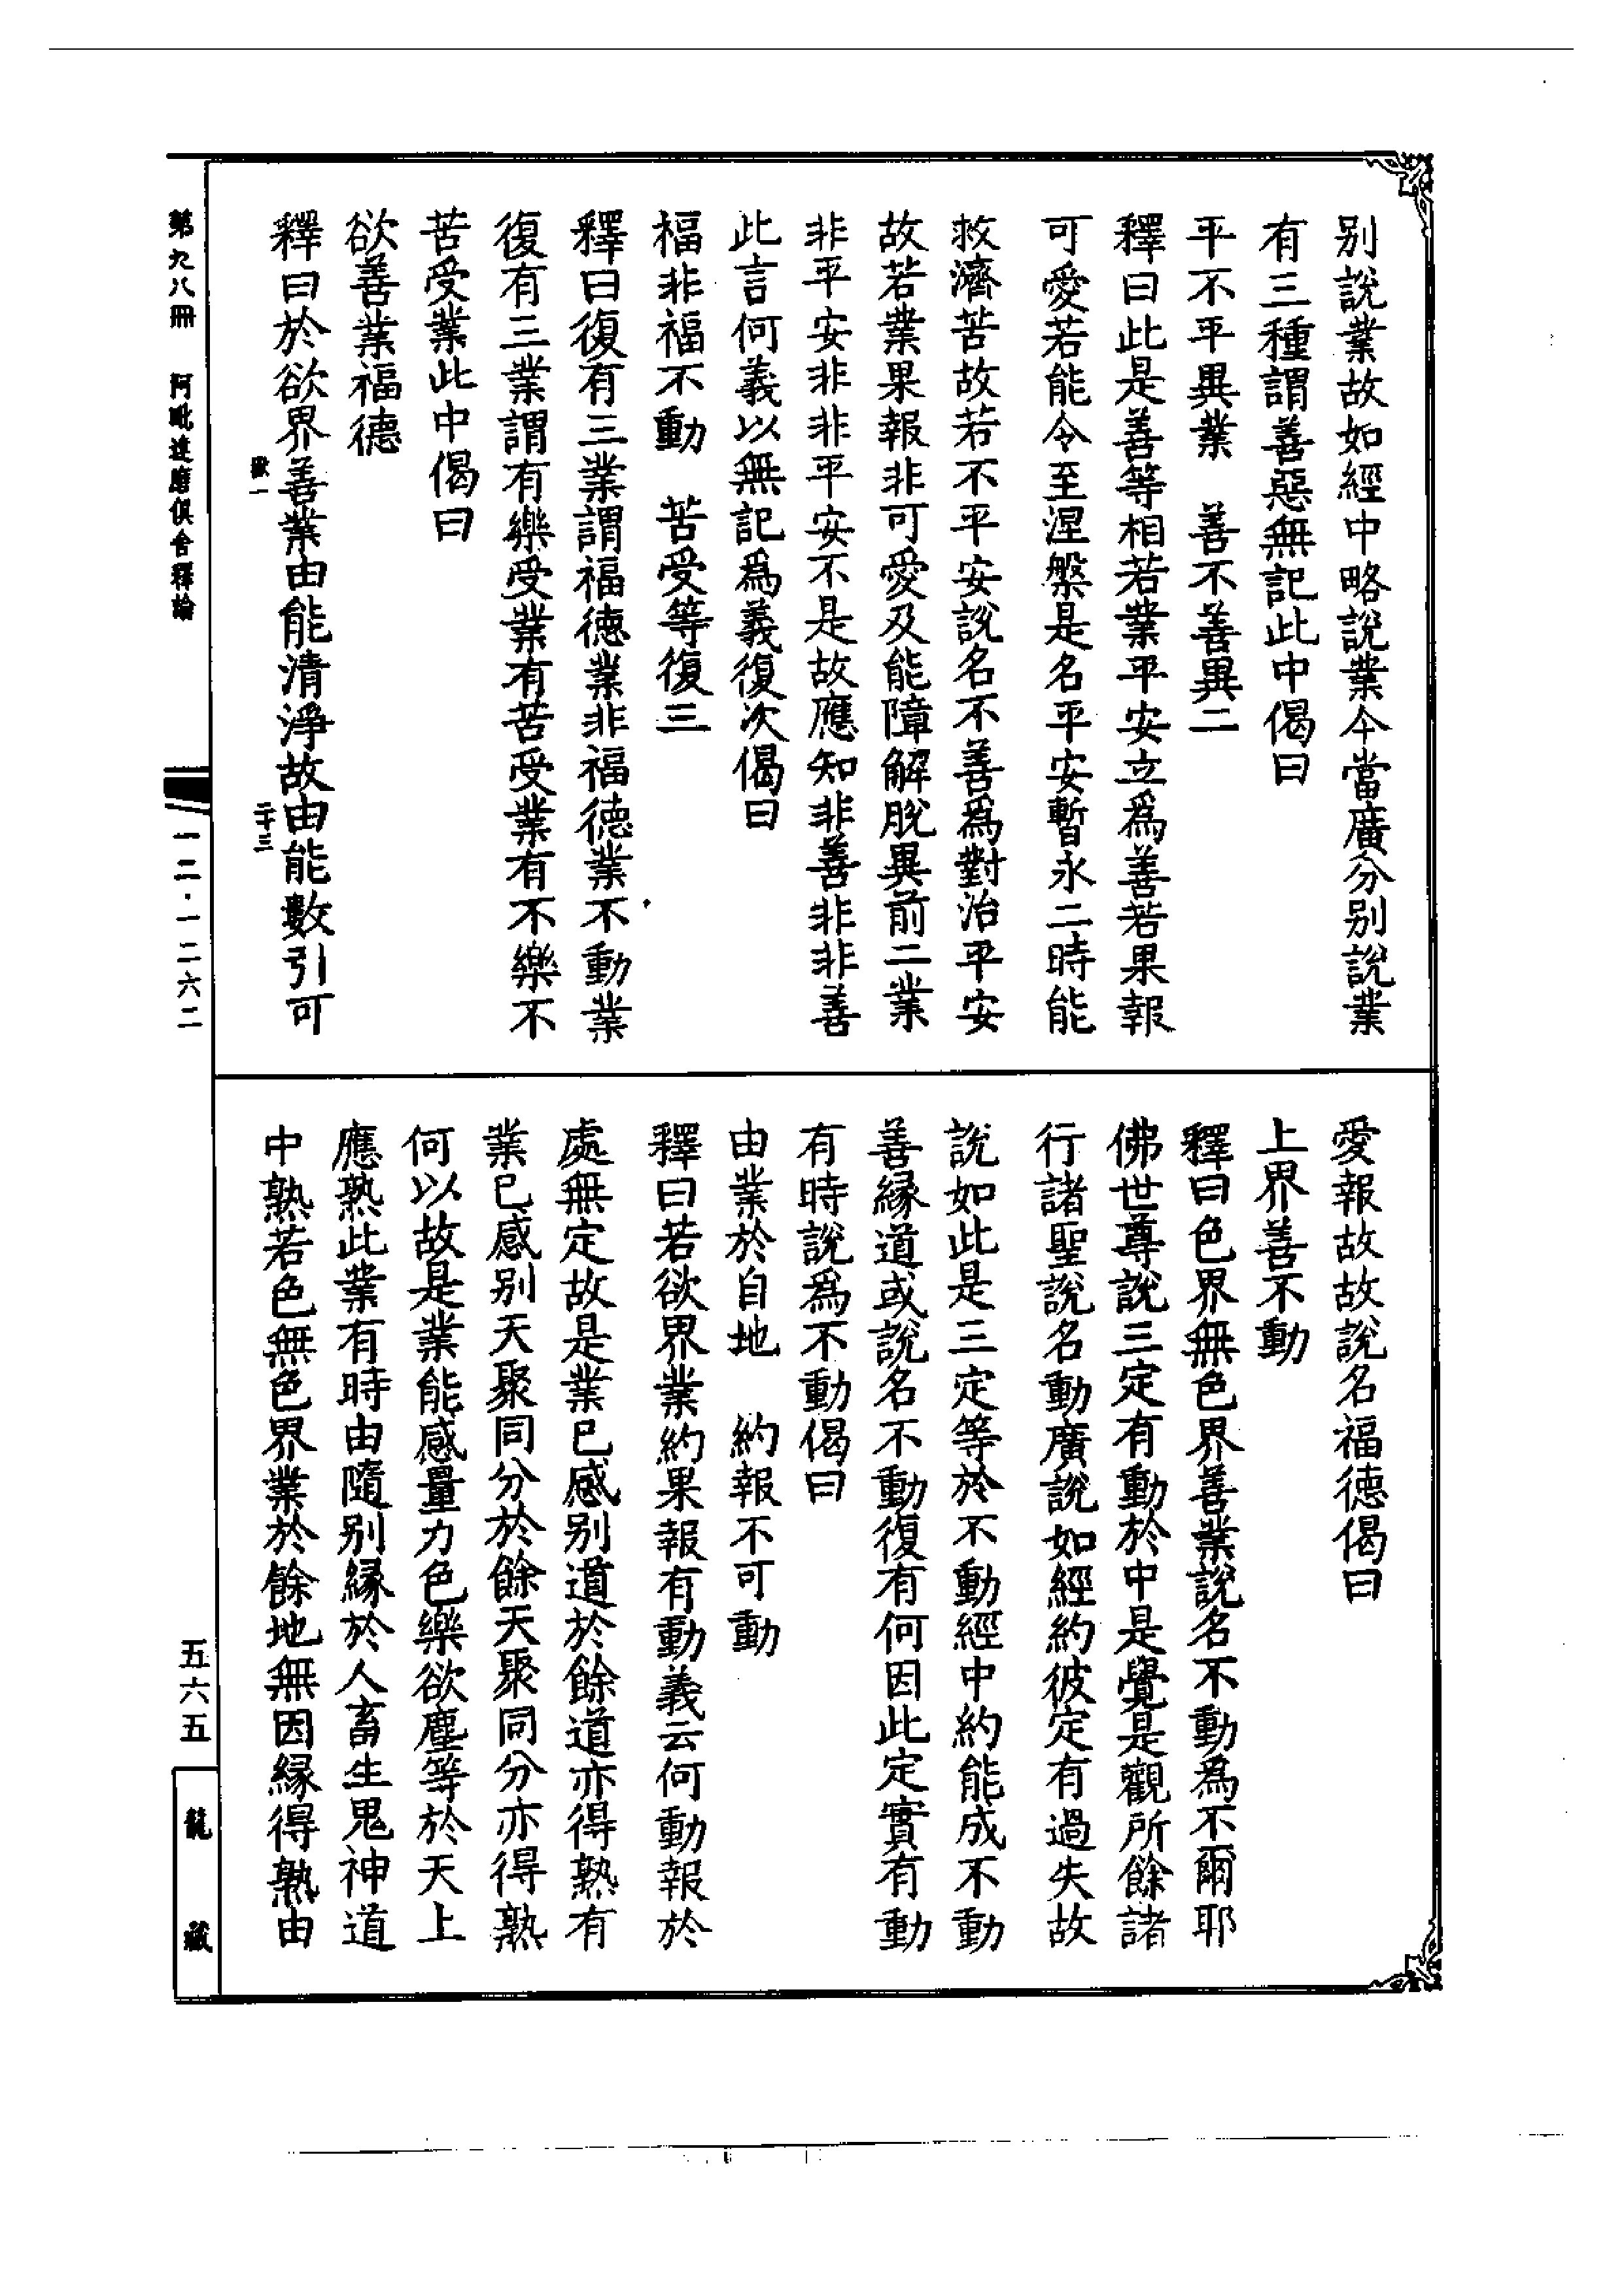 别說業故如經中略說業今當廣分别說業
有三種謂善惡無記此中偈曰
平不平異業　善不善異二
釋曰此是善等相若業平安立為善若果報
可愛若能令至涅槃是名平安暫永二時能
救濟苦故若不平安說名不善為對治平安
故若業果報非可愛及能障解脫異前二業
非平安非非平安不是故應知非善非非善
此言何義以無記為義復次偈曰
福非福不動　苦受等復三
釋曰復有三業謂福德業非福德業不動業
復有三業謂有樂受業有苦受業有不樂不
苦受業此中偈曰
欲善業福德
釋曰於欲界善業由能清淨故由能數引可
愛報故故說名福德偈曰
上界善不動
釋曰色界無色界善業說名不動為不爾耶
佛世尊說三定有動於中是覺是觀所餘諸
行諸聖說名動廣說如經約彼定有過失故
說如此是三定等於不動經中約能成不動
善緣道或說名不動復有何因此定實有動
有時說為不動偈曰
由業於自地　約報不可動
釋曰若欲界業約果報有動義云何動報於
處無定故是業已感别道於餘道亦得熟有
業已感别天聚同分於餘天聚同分亦得熟
何以故是業能感量力色樂欲塵等於天上
應熟此業有時由隨别緣於人畜生鬼神道
中熟若色無色界業於餘地無因緣得熟由
第九八冊　阿毗達磨俱舍釋論
一二·一二六二
五六五
龍藏